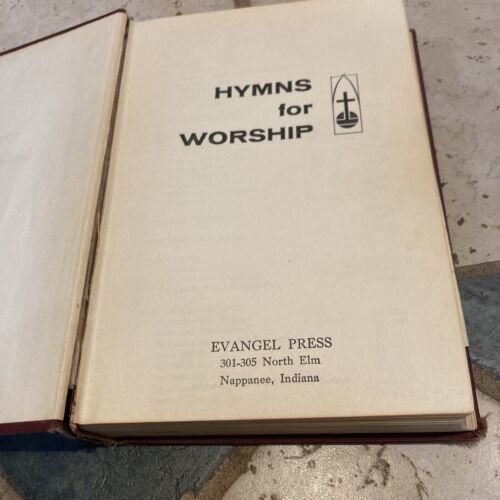 HYMNS
for
WORSHIP
EVANGEL PRESS
301-305 North Elm
Nappanee, Indiana